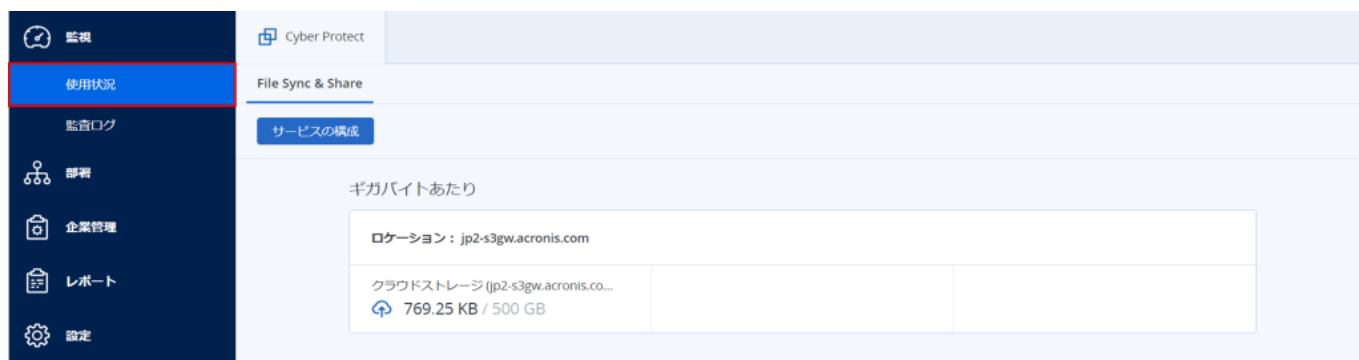 監視
使用状況
監査ログ
部署
企業管理
レポート
設定
Cyber Protect
File Sync & Share
サービスの構成
ギガバイトあたり
ロケーション : jp2-s3gw.acronis.com
クラウドストレージ (jp2-s3gw.acronis.co...
769.25 KB / 500 GB